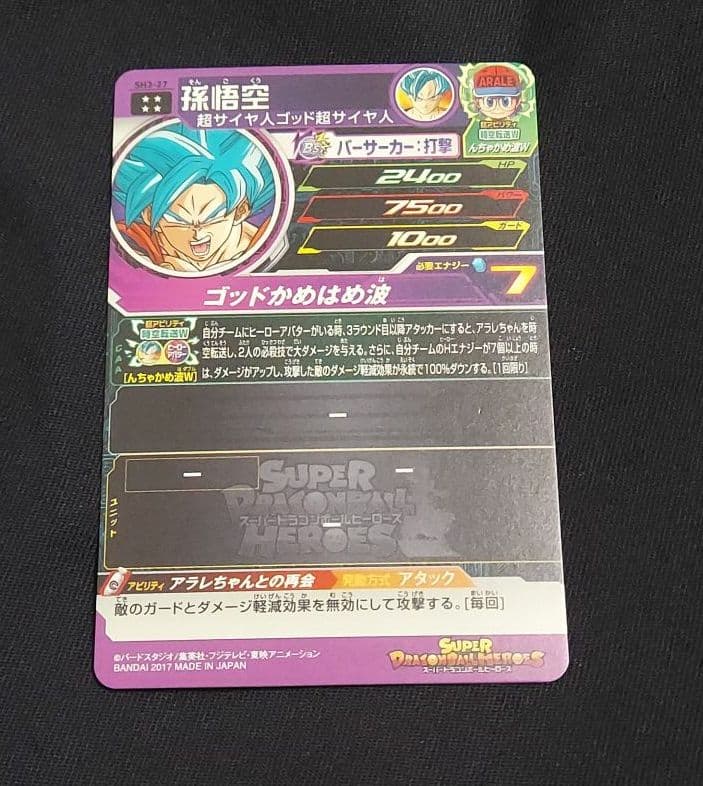 SH3-27
孫悟空
そん ご くう
超サイヤ人ゴッド超サイヤ人
ARALE
超アビリティ
時空転送W
んちゃかめ波W
Bs
バーサーカー:打撃
HP
2400
パワー
7500
ガード
1000
必要エナジー
7
ゴッドかめはめ波
は
超アビリティ
時空転送W
ヒーロー
アバター
[んちゃかめ波W]
CAA
自分チームにヒーローアバターがいる時、3ラウンド目以降アタッカーにすると、アラレちゃんを時
空転送し、2人の必殺技で大ダメージを与える。さらに、自分チームのHエナジーが7個以上の時
は、ダメージがアップし、攻撃した敵のダメージ軽減効果が永続で100%ダウンする。[1回限り]
ー
ー
ー
ー
ユニット
SUPER
DRAGONBALL
スーパードラゴンボールヒーローズ
HEROES
アビリティ アラレちゃんとの再会
発動方式 アタック
敵のガードとダメージ軽減効果を無効にして攻撃する。[毎回]
©バードスタジオ/集英社・フジテレビ・東映アニメーション
BANDAI 2017 MADE IN JAPAN
SUPER
DRAGONBALL HEROES
スーパードラゴンボールヒーローズ